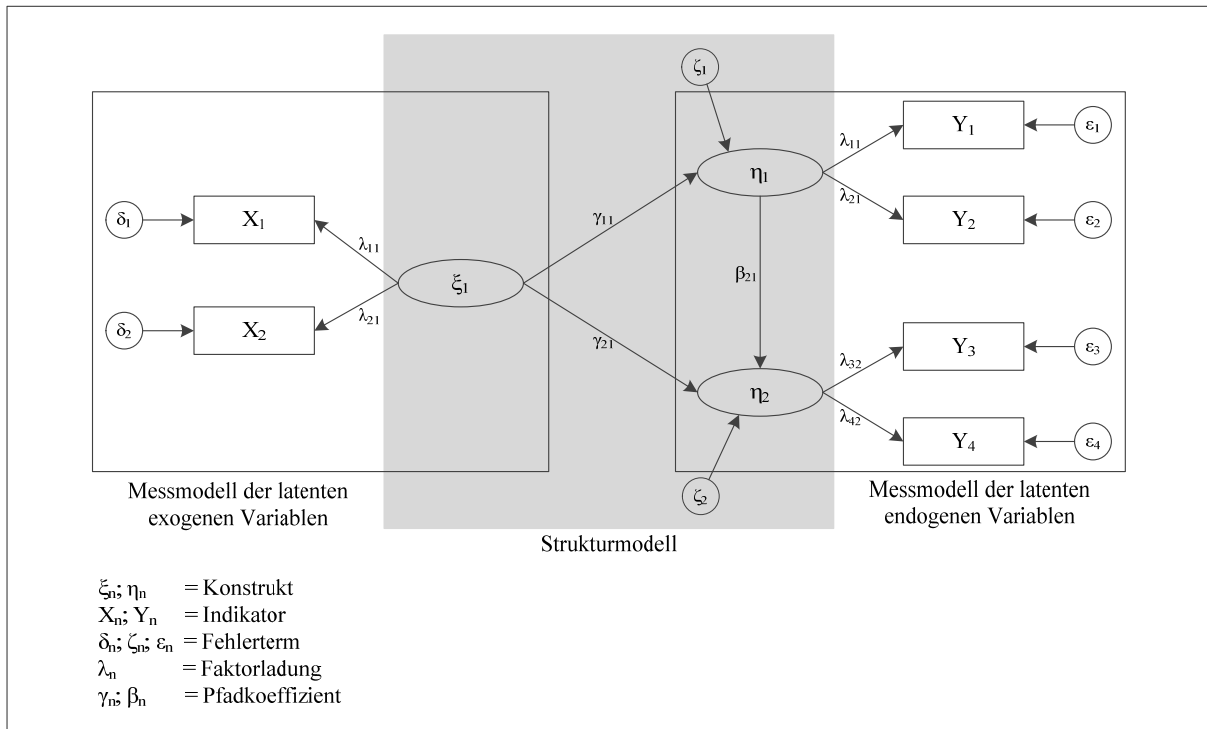 ζ₁
Y₁
ε₁
λ₁₁
η₁
λ₂₁
Y₂
ε₂
δ₁
X₁
λ₁₁
γ₁₁
ξ₁
β₂₁
δ₂
X₂
λ₂₁
γ₂₁
Y₃
ε₃
λ₃₂
η₂
λ₄₂
Y₄
ε₄
ζ₂
Messmodell der latenten
exogenen Variablen
Messmodell der latenten
endogenen Variablen
Strukturmodell
ξₙ; ηₙ = Konstrukt
Xₙ; Yₙ = Indikator
δₙ; ζₙ; εₙ = Fehlerterm
λₙ = Faktorladung
γₙ; βₙ = Pfadkoeffizient